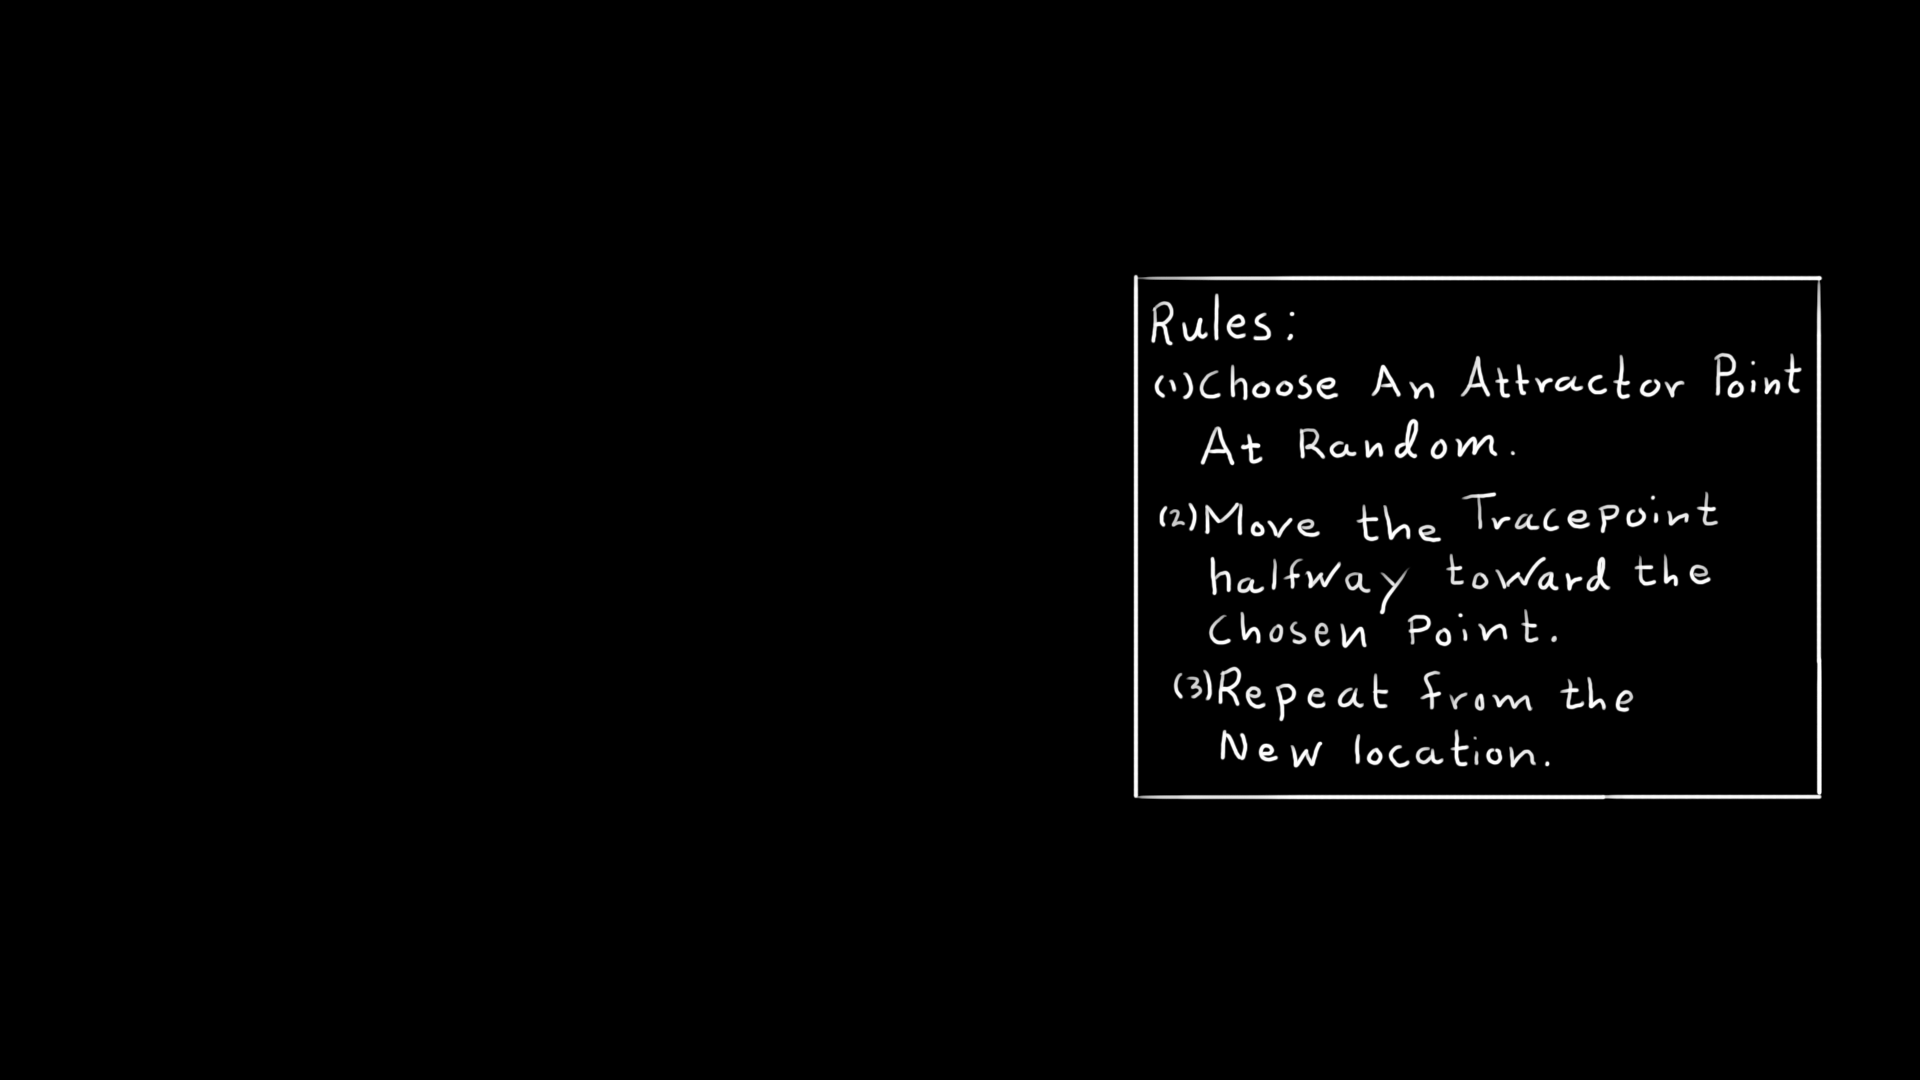 Rules:
(1) Choose An Attractor Point
At Random.
(2) Move the Tracepoint
halfway toward the
Chosen Point.
(3) Repeat from the
New location.